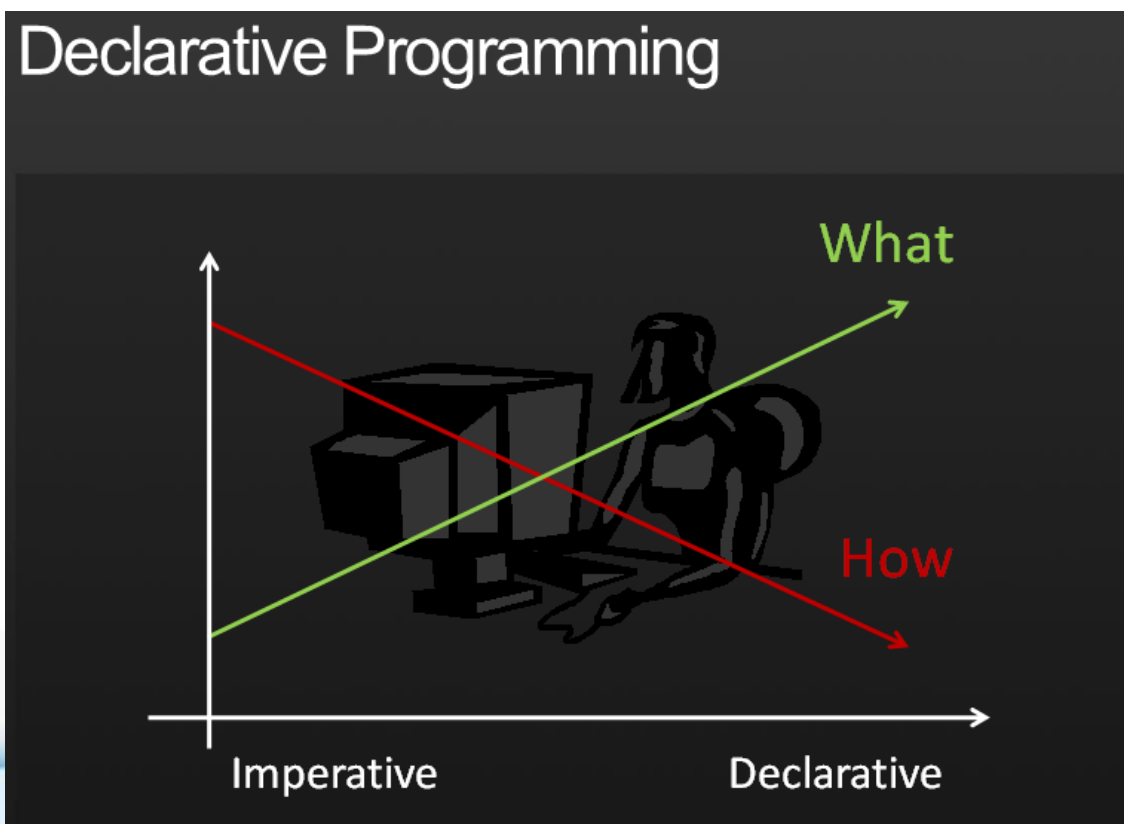 Declarative Programming
What
How
Imperative
Declarative